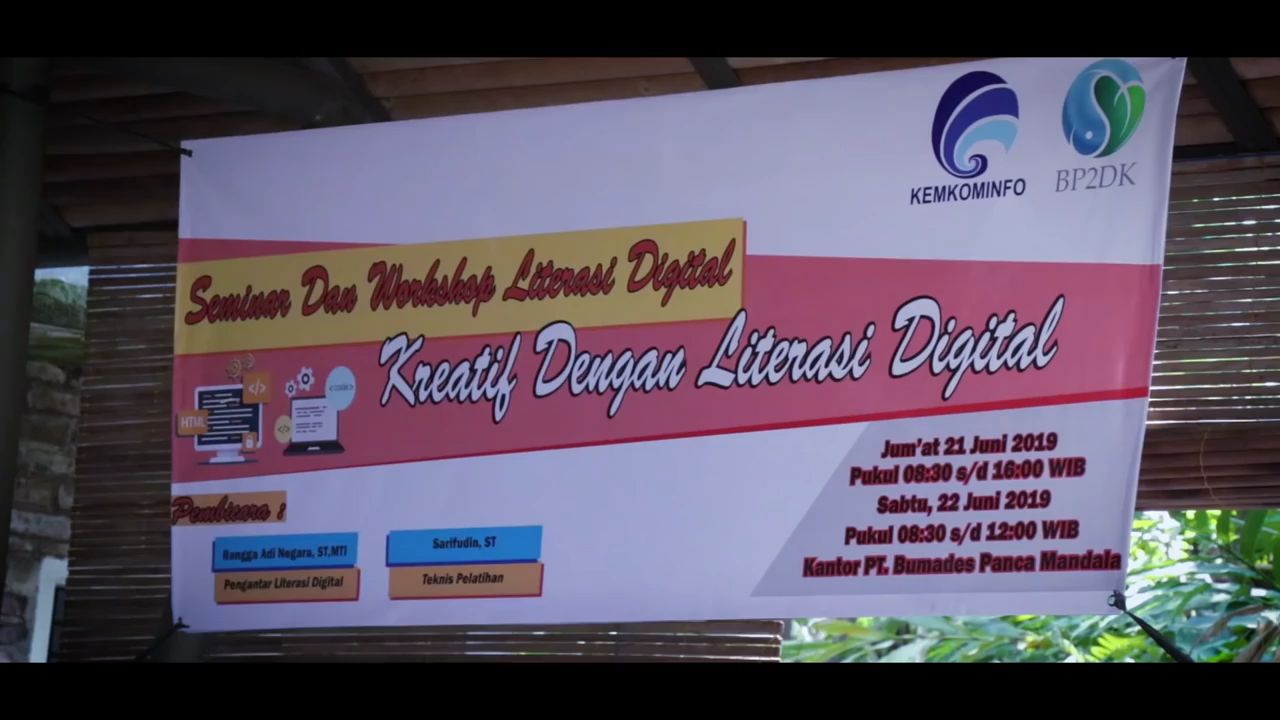 KEMKOMINFO
BP2DK
Seminar Dan Workshop Literasi Digital
Kreatif Dengan Literasi Digital
HTML
</>
Jum'at 21 Juni 2019
Pukul 08:30 s/d 16:00 WIB
Sabtu, 22 Juni 2019
Pukul 08:30 s/d 12:00 WIB
Kantor PT. Bumades Panca Mandala
Pembicara :
Rangga Adi Negara, ST,MTI
Pengantar Literasi Digital
Sarifudin, ST
Teknis Pelatihan